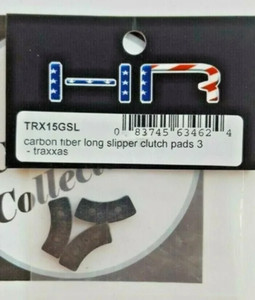 HR
TRX15GSL
0 83745 63462 4
carbon fiber long slipper clutch pads 3
- traxxas
Collec